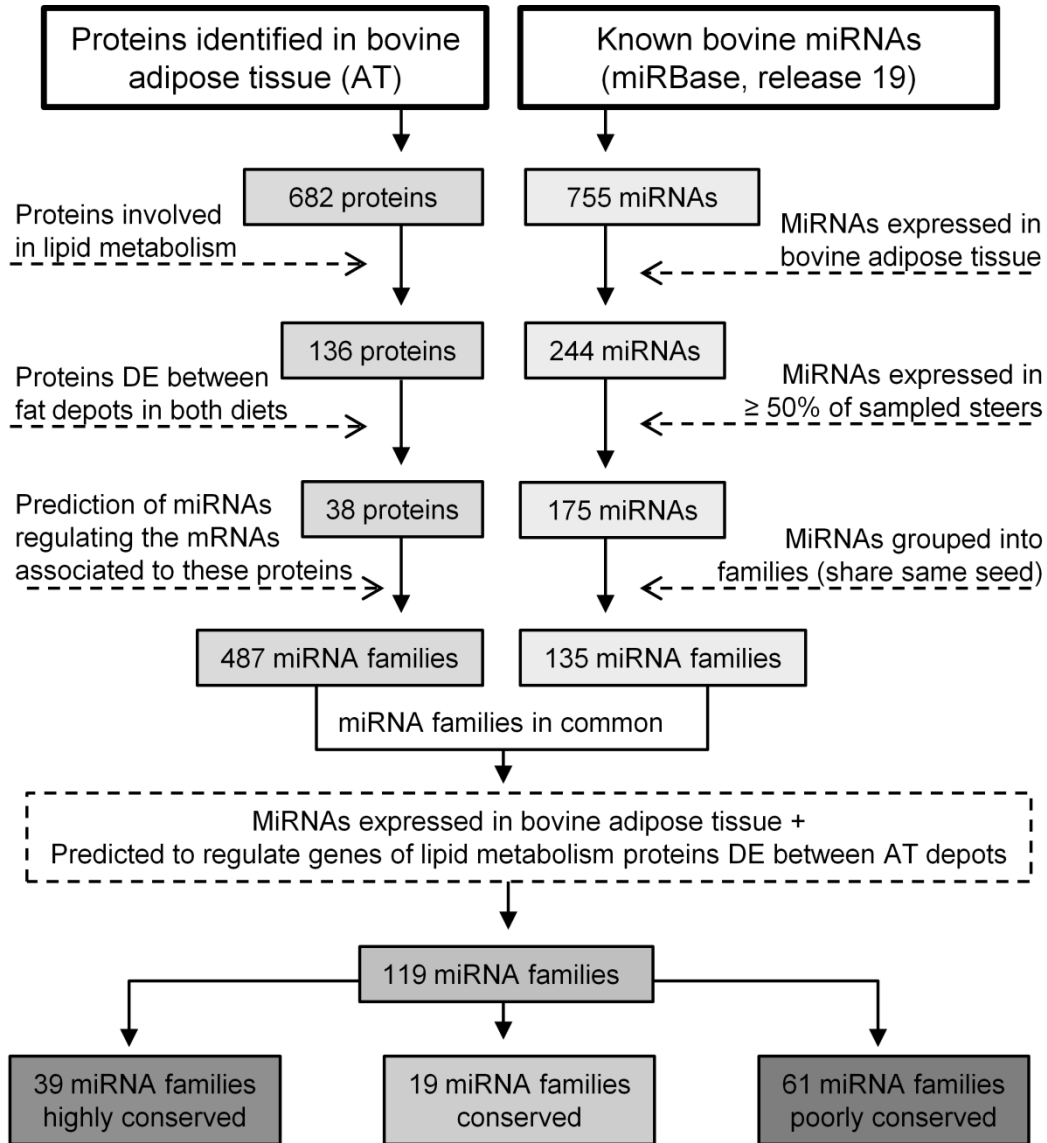 Proteins identified in bovine
adipose tissue (AT)
Known bovine miRNAs
(miRBase, release 19)
682 proteins
755 miRNAs
Proteins involved
in lipid metabolism
MiRNAs expressed in
bovine adipose tissue
136 proteins
244 miRNAs
Proteins DE between
fat depots in both diets
MiRNAs expressed in
≥ 50% of sampled steers
38 proteins
175 miRNAs
Prediction of miRNAs
regulating the mRNAs
associated to these proteins
MiRNAs grouped into
families (share same seed)
487 miRNA families
135 miRNA families
miRNA families in common
MiRNAs expressed in bovine adipose tissue +
Predicted to regulate genes of lipid metabolism proteins DE between AT depots
119 miRNA families
39 miRNA families
highly conserved
19 miRNA families
conserved
61 miRNA families
poorly conserved